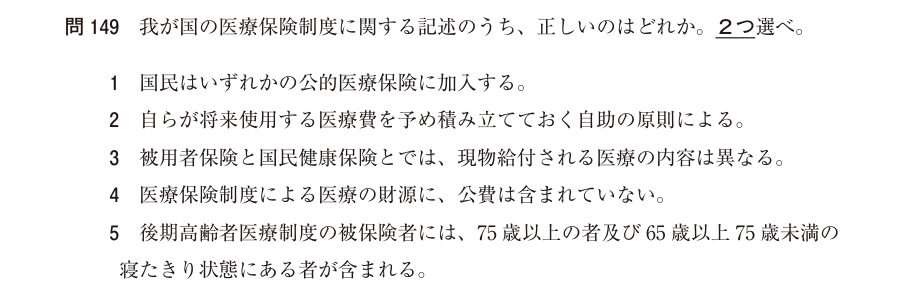 問 149　我が国の医療保険制度に関する記述のうち、正しいのはどれか。２つ選べ。
1　国民はいずれかの公的医療保険に加入する。
2　自らが将来使用する医療費を予め積み立てておく自助の原則による。
3　被用者保険と国民健康保険とでは、現物給付される医療の内容は異なる。
4　医療保険制度による医療の財源に、公費は含まれていない。
5　後期高齢者医療制度の被保険者には、75 歳以上の者及び 65 歳以上 75 歳未満の
寝たきり状態にある者が含まれる。